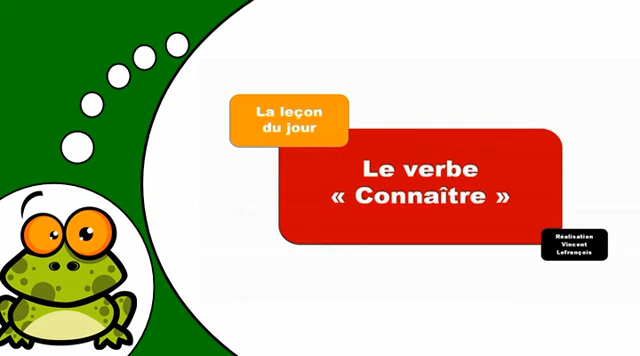 La leçon
du jour
Le verbe
« Connaître »
Réalisation
Vincent
Lefrançois